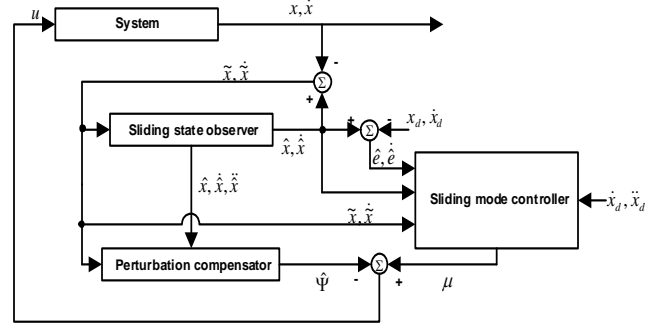 u
System
x, ẋ
-
x̃, x̃̇
Σ
+
Sliding state observer
x̂, x̂̇
+
Σ
-
x_d, ẋ_d
ê, ê̇
x̂, x̂̇, x̂̈
Sliding mode controller
ẋ_d, ẍ_d
x̃, x̃̇
Perturbation compensator
Ψ̂
-
Σ
+
μ